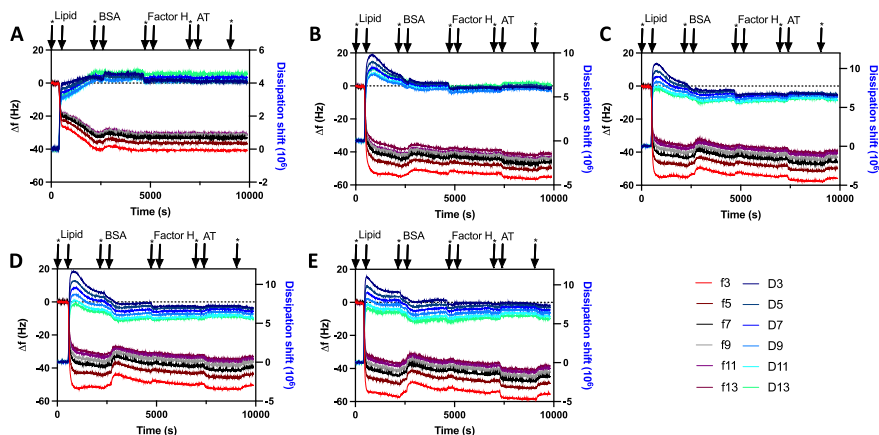 A
* Lipid * BSA * Factor H * AT *
20
0
-20
-40
-60
Δf (Hz)
6
4
2
0
-2
Dissipation shift (10⁶)
0 5000 10000
Time (s)
B
* Lipid * BSA * Factor H * AT *
40
20
0
-20
-40
-60
Δf (Hz)
10
5
0
-5
Dissipation shift (10⁶)
0 5000 10000
Time (s)
C
* Lipid * BSA * Factor H * AT *
40
20
0
-20
-40
-60
Δf (Hz)
10
5
0
-5
Dissipation shift (10⁶)
0 5000 10000
Time (s)
D
* Lipid * BSA * Factor H * AT *
20
0
-20
-40
-60
Δf (Hz)
10
5
0
-5
Dissipation shift (10⁶)
0 5000 10000
Time (s)
E
* Lipid * BSA * Factor H * AT *
20
0
-20
-40
-60
Δf (Hz)
10
5
0
-5
Dissipation shift (10⁶)
0 5000 10000
Time (s)
f3 D3
f5 D5
f7 D7
f9 D9
f11 D11
f13 D13